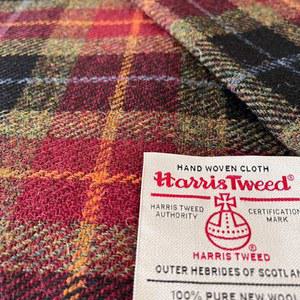 HAND WOVEN CLOTH
Harris Tweed®
HARRIS TWEED CERTIFICATION
AUTHORITY MARK
®
HARRIS TWEED
OUTER HEBRIDES OF SCOTLAN
100% PURE NEW WOO